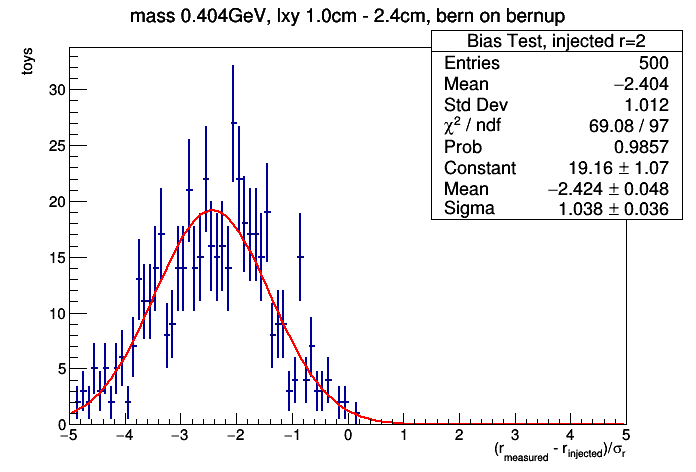 mass 0.404GeV, lxy 1.0cm - 2.4cm, bern on bernup
toys
Bias Test, injected r=2
Entries 500
Mean −2.404
Std Dev 1.012
χ² / ndf 69.08 / 97
Prob 0.9857
Constant 19.16 ± 1.07
Mean −2.424 ± 0.048
Sigma 1.038 ± 0.036
30
25
20
15
10
5
0
−5 −4 −3 −2 −1 0 1 2 3 4 5
(r_measured - r_injected)/σ_r